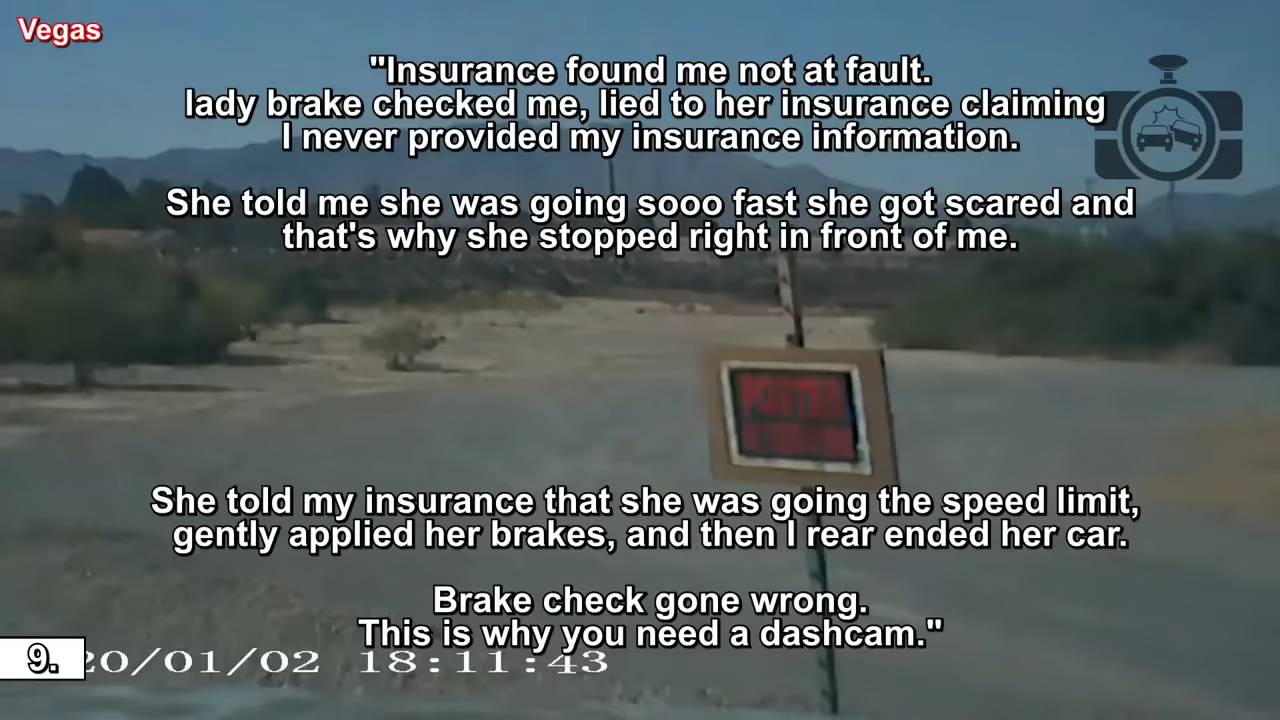 Vegas
"Insurance found me not at fault.
lady brake checked me, lied to her insurance claiming
I never provided my insurance information.
She told me she was going sooo fast she got scared and
that's why she stopped right in front of me.
She told my insurance that she was going the speed limit,
gently applied her brakes, and then I rear ended her car.
Brake check gone wrong.
This is why you need a dashcam."
9.
20/01/02 18:11:43